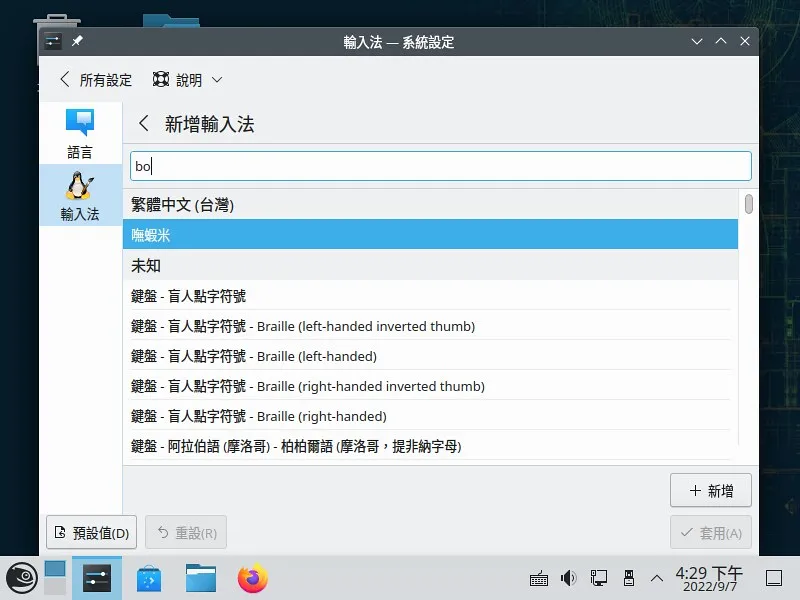 輸入法 — 系統設定
所有設定
說明
語言
輸入法
新增輸入法
bo
繁體中文 (台灣)
嘸蝦米
未知
鍵盤 - 盲人點字符號
鍵盤 - 盲人點字符號 - Braille (left-handed inverted thumb)
鍵盤 - 盲人點字符號 - Braille (left-handed)
鍵盤 - 盲人點字符號 - Braille (right-handed inverted thumb)
鍵盤 - 盲人點字符號 - Braille (right-handed)
鍵盤 - 阿拉伯語 (摩洛哥) - 柏柏爾語 (摩洛哥，提非納字母)
新增
預設值(D)
重設(R)
套用(A)
4:29 下午
2022/9/7